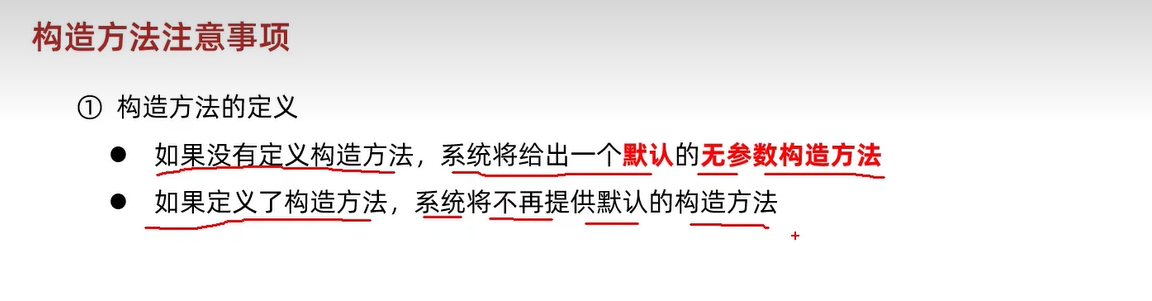 构造方法注意事项
① 构造方法的定义
● 如果没有定义构造方法，系统将给出一个默认的无参数构造方法
● 如果定义了构造方法，系统将不再提供默认的构造方法